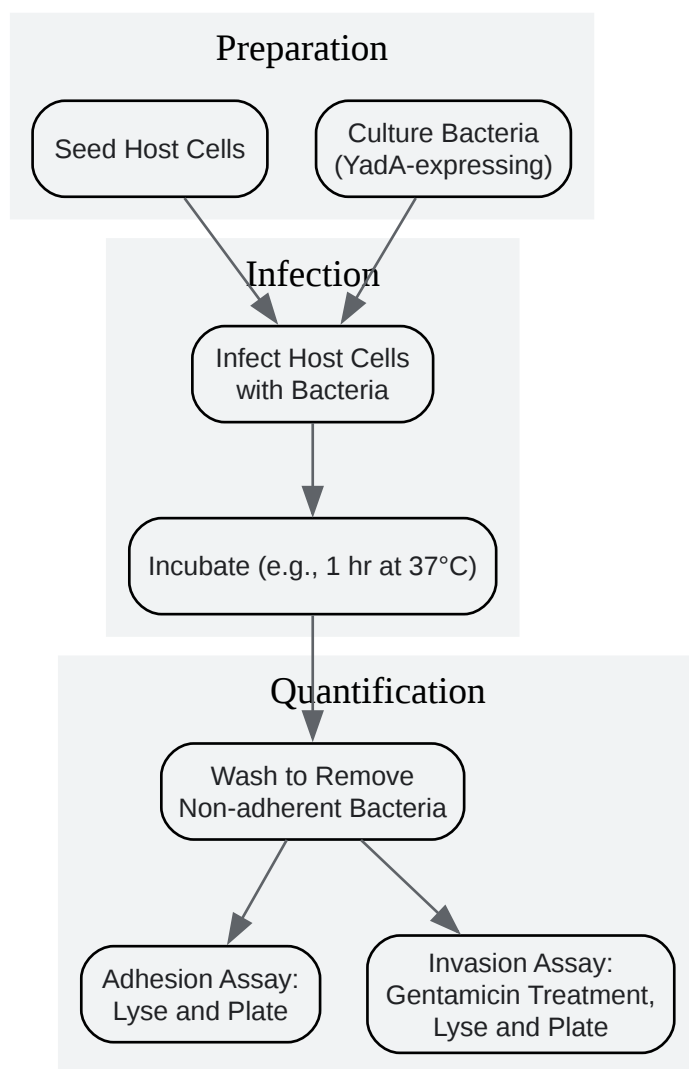 Preparation
Seed Host Cells
Culture Bacteria
(YadA-expressing)
Infection
Infect Host Cells
with Bacteria
Incubate (e.g., 1 hr at 37°C)
Quantification
Wash to Remove
Non-adherent Bacteria
Adhesion Assay:
Lyse and Plate
Invasion Assay:
Gentamicin Treatment,
Lyse and Plate